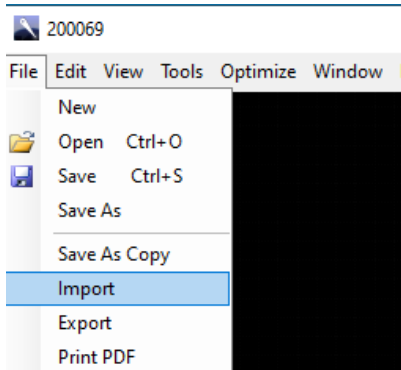 200069
File Edit View Tools Optimize Window
New
Open Ctrl+O
Save Ctrl+S
Save As
Save As Copy
Import
Export
Print PDF